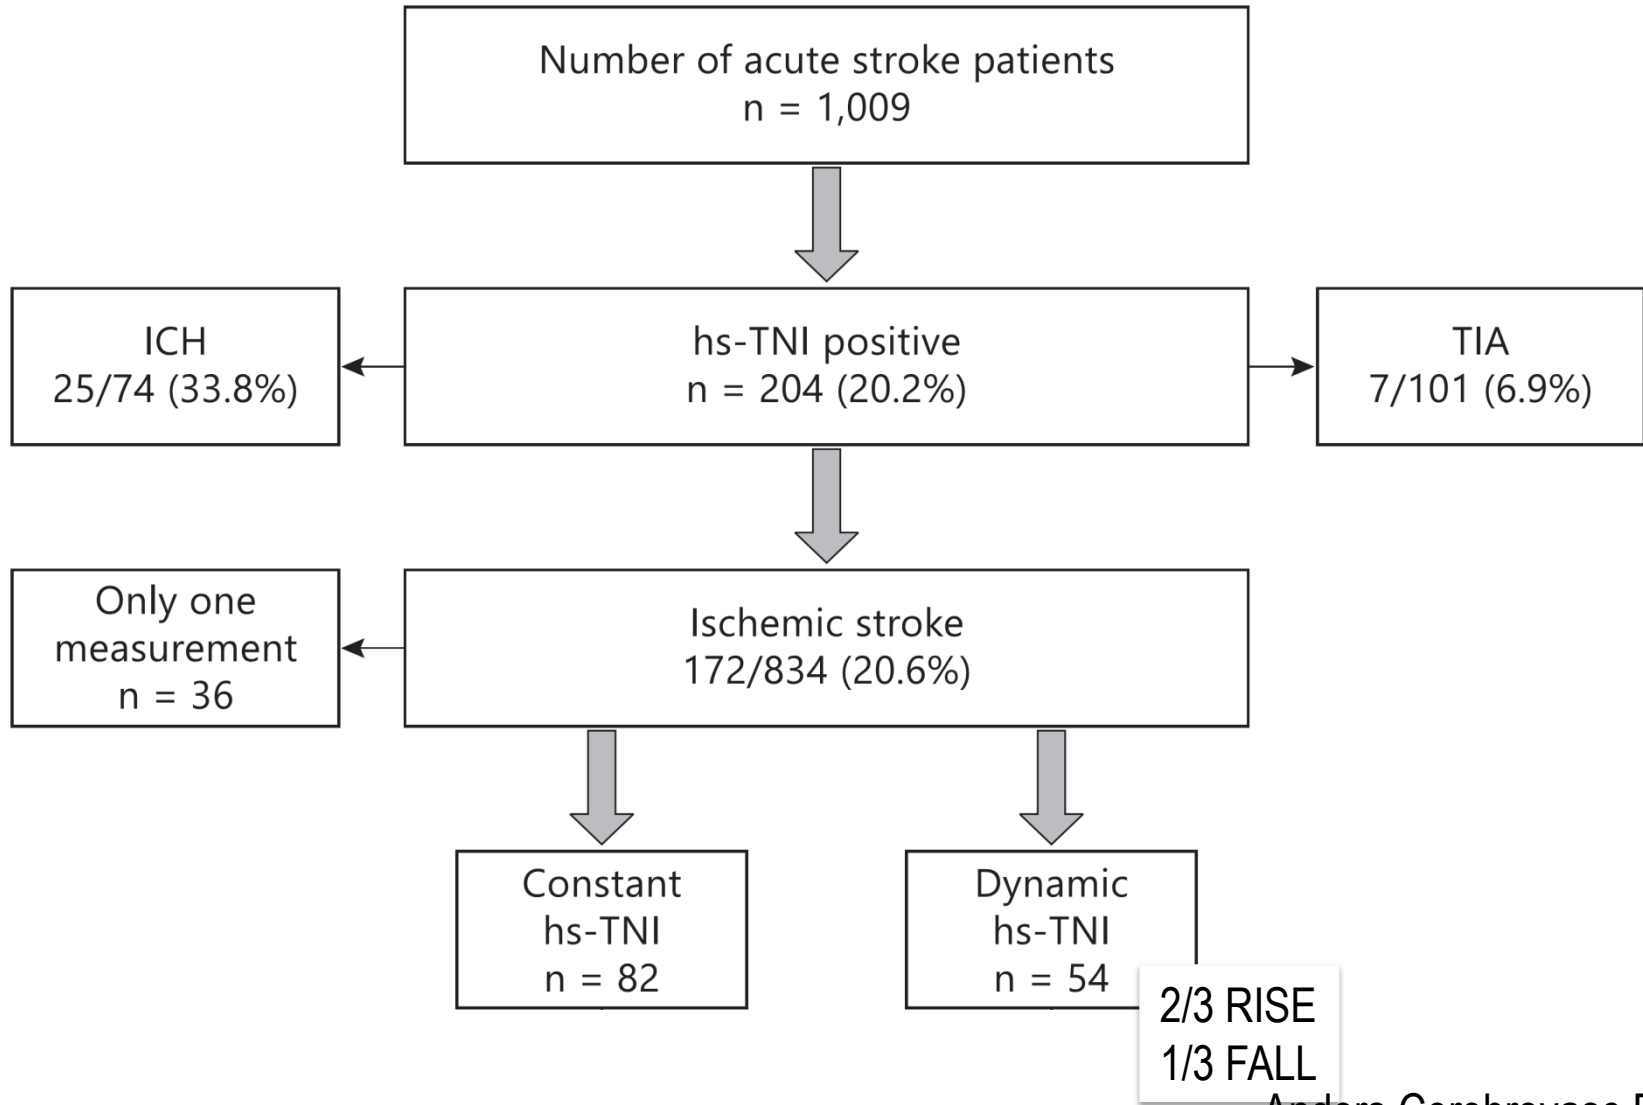 Number of acute stroke patients
n = 1,009
ICH
25/74 (33.8%)
hs-TNI positive
n = 204 (20.2%)
TIA
7/101 (6.9%)
Only one
measurement
n = 36
Ischemic stroke
172/834 (20.6%)
Constant
hs-TNI
n = 82
Dynamic
hs-TNI
n = 54
2/3 RISE
1/3 FALL